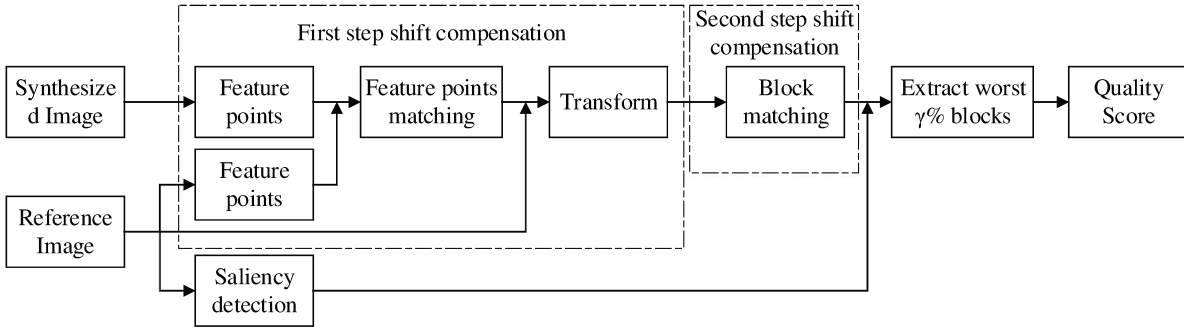 First step shift compensation
Second step shift
compensation
Synthesize
d Image
Feature
points
Feature points
matching
Transform
Block
matching
Extract worst
γ% blocks
Quality
Score
Feature
points
Reference
Image
Saliency
detection